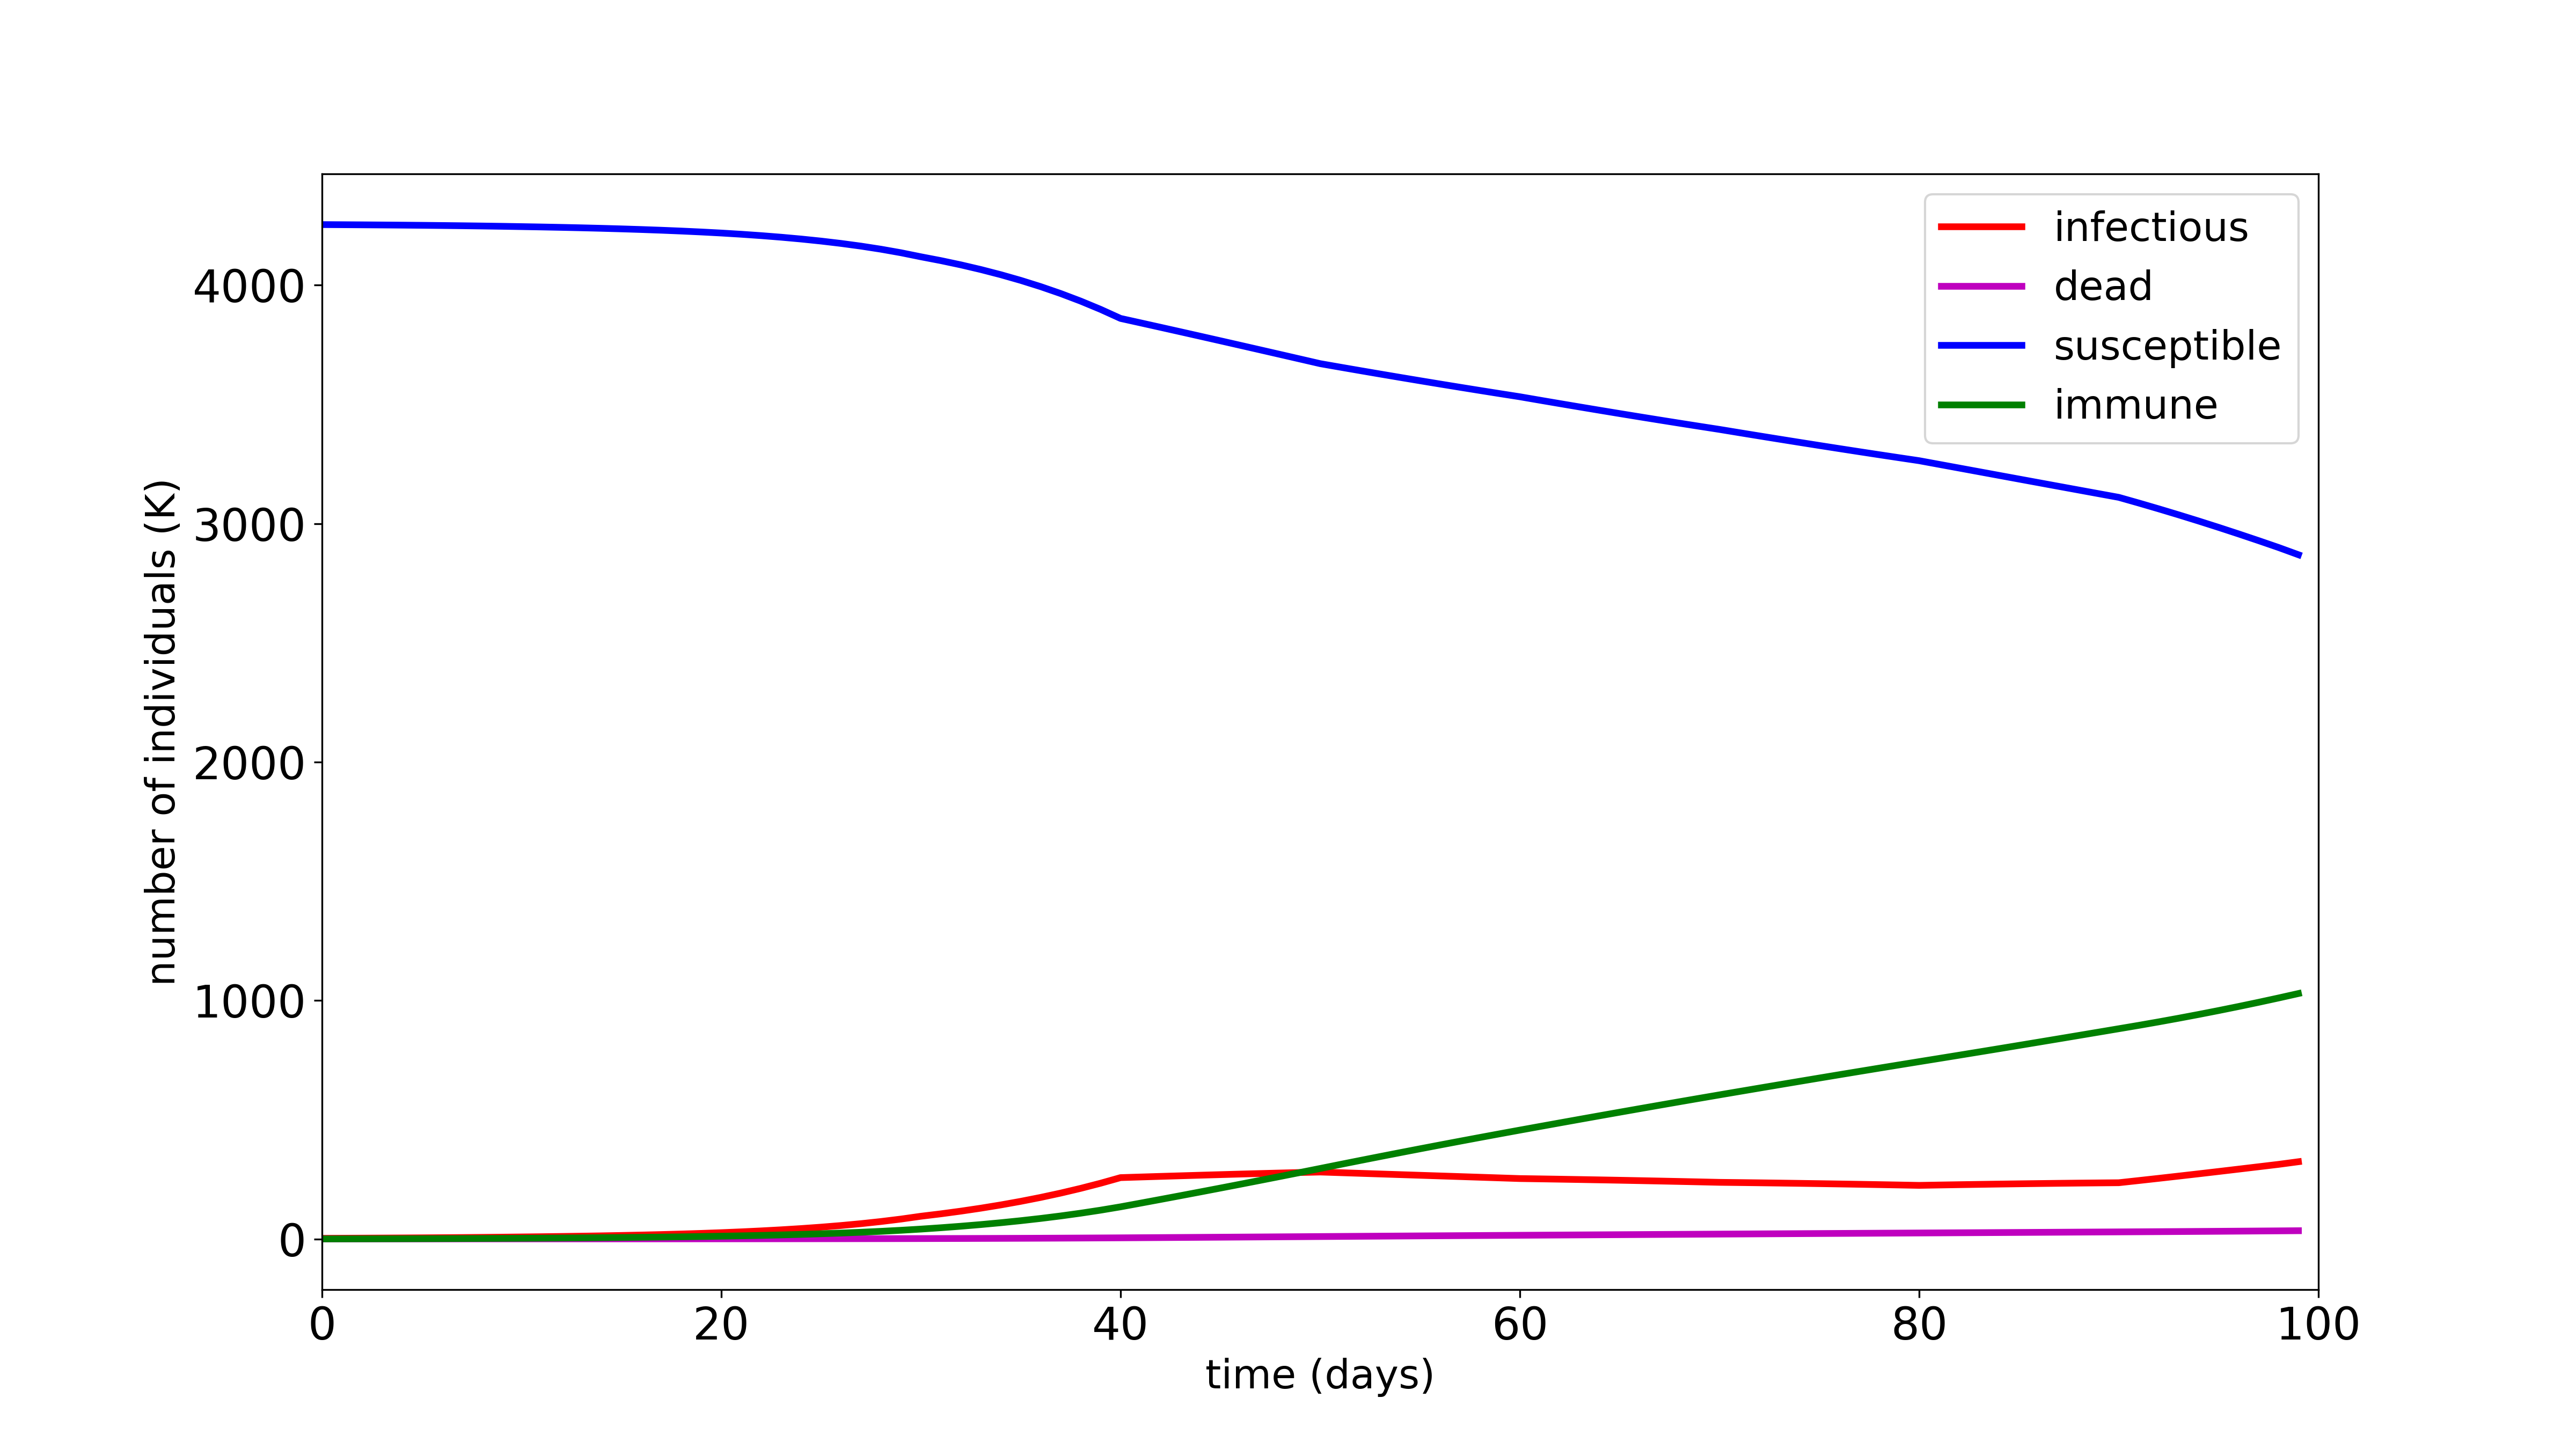 infectious
dead
susceptible
immune
4000
3000
2000
1000
0
number of individuals (K)
0 20 40 60 80 100
time (days)